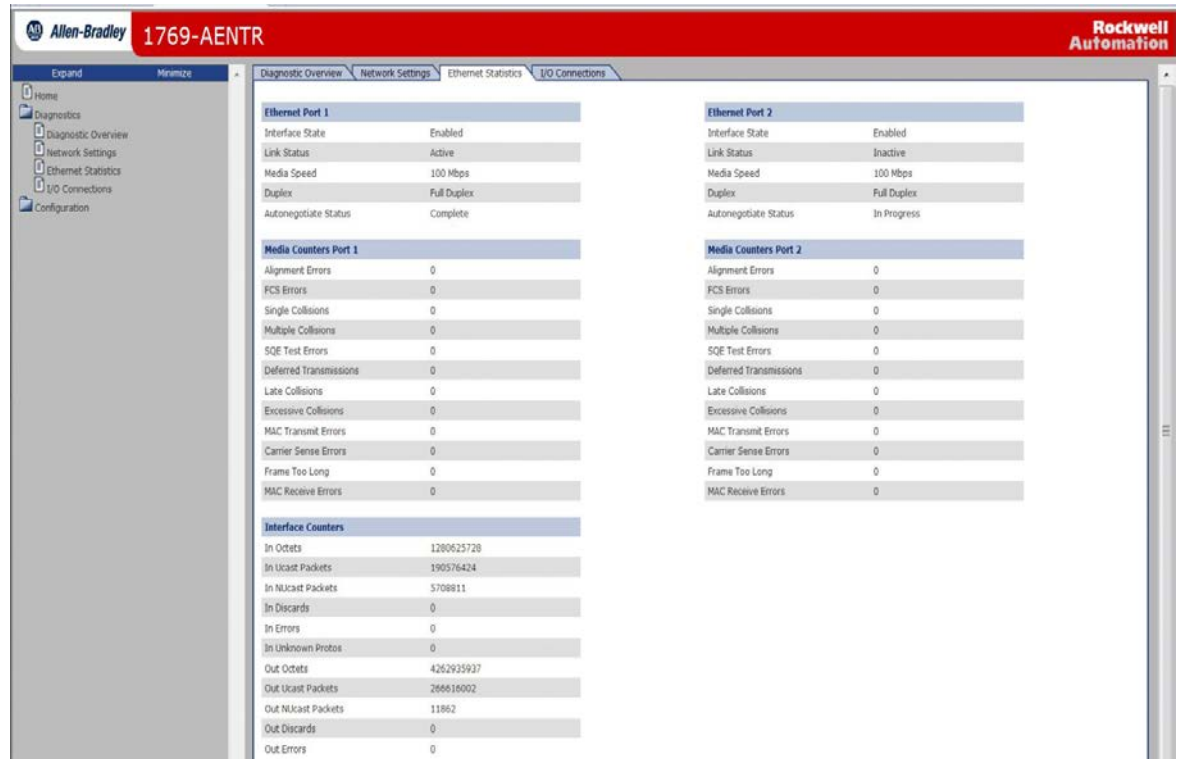 Allen-Bradley 1769-AENTR Rockwell Automation
Expand Minimize
Home
Diagnostics
Diagnostic Overview
Network Settings
Ethernet Statistics
I/O Connections
Configuration
Diagnostic Overview Network Settings Ethernet Statistics I/O Connections
Ethernet Port 1
Interface State Enabled
Link Status Active
Media Speed 100 Mbps
Duplex Full Duplex
Autonegotiate Status Complete
Media Counters Port 1
Alignment Errors 0
FCS Errors 0
Single Collisions 0
Multiple Collisions 0
SQE Test Errors 0
Deferred Transmissions 0
Late Collisions 0
Excessive Collisions 0
MAC Transmit Errors 0
Carrier Sense Errors 0
Frame Too Long 0
MAC Receive Errors 0
Interface Counters
In Octets 1280625728
In Ucast Packets 190576424
In NUcast Packets 5708811
In Discards 0
In Errors 0
In Unknown Protos 0
Out Octets 4262935937
Out Ucast Packets 266616002
Out NUcast Packets 11862
Out Discards 0
Out Errors 0
Ethernet Port 2
Interface State Enabled
Link Status Inactive
Media Speed 100 Mbps
Duplex Full Duplex
Autonegotiate Status In Progress
Media Counters Port 2
Alignment Errors 0
FCS Errors 0
Single Collisions 0
Multiple Collisions 0
SQE Test Errors 0
Deferred Transmissions 0
Late Collisions 0
Excessive Collisions 0
MAC Transmit Errors 0
Carrier Sense Errors 0
Frame Too Long 0
MAC Receive Errors 0